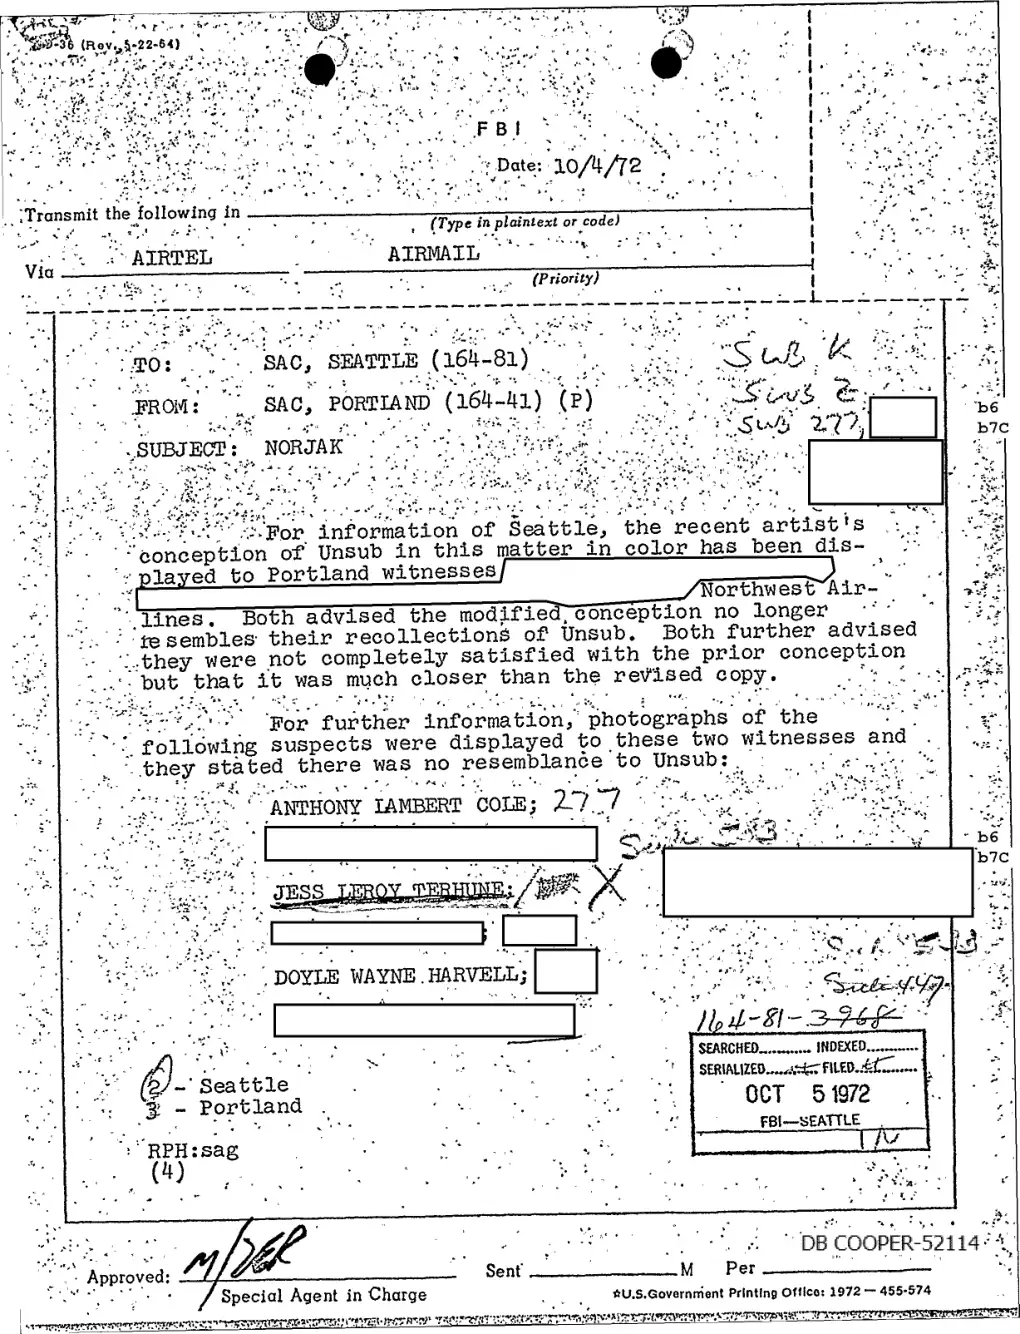 FD-36 (Rev. 5-22-64)
F B I
Date: 10/4/72
Transmit the following in
(Type in plaintext or code)
Via AIRTEL AIRMAIL
(Priority)
TO: SAC, SEATTLE (164-81)
FROM: SAC, PORTLAND (164-41) (P)
SUBJECT: NORJAK
Sub K
Sub Z
Sub 277,
b6
b7C
For information of Seattle, the recent artist's
conception of Unsub in this matter in color has been dis-
played to Portland witnesses
Northwest Air-
lines. Both advised the modified conception no longer
resembles their recollections of Unsub. Both further advised
they were not completely satisfied with the prior conception
but that it was much closer than the revised copy.
For further information, photographs of the
following suspects were displayed to these two witnesses and
they stated there was no resemblance to Unsub:
ANTHONY LAMBERT COLE; 277
b6
b7C
JESS LEROY TERHUNE; X
;
DOYLE WAYNE HARVELL;
Sub 447
164-81-3968
SEARCHED INDEXED
SERIALIZED FILED
OCT 5 1972
FBI—SEATTLE
2 - Seattle
3 - Portland
RPH:sag
(4)
DB COOPER-52114
Approved: Sent M Per
Special Agent in Charge
☆U.S.Government Printing Office: 1972 — 455-574